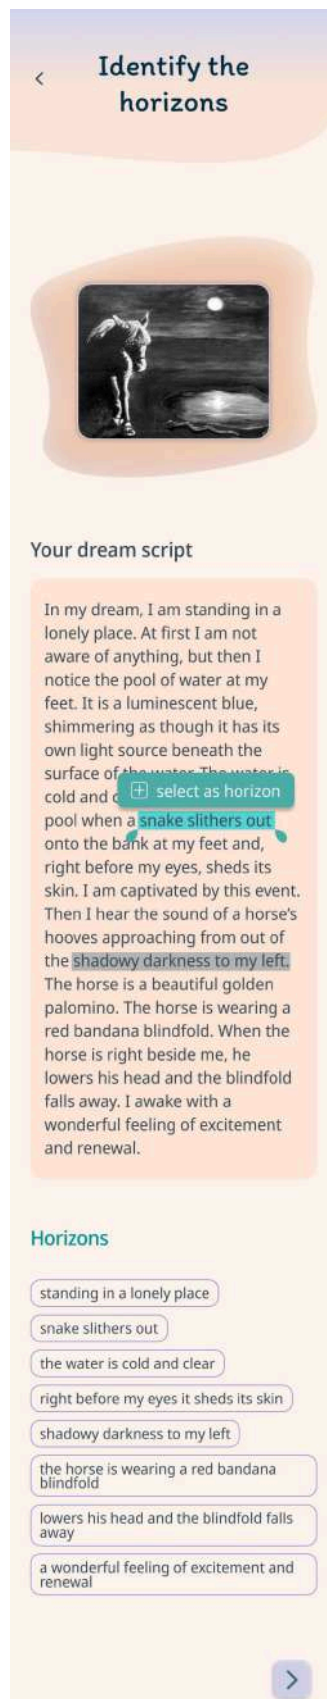 Identify the
horizons
Your dream script
In my dream, I am standing in a
lonely place. At first I am not
aware of anything, but then I
notice the pool of water at my
feet. It is a luminescent blue,
shimmering as though it has its
own light source beneath the
surface of the water. The water is
cold and
select as horizon
pool when a snake slithers out
onto the bank at my feet and,
right before my eyes, sheds its
skin. I am captivated by this event.
Then I hear the sound of a horse's
hooves approaching from out of
the shadowy darkness to my left.
The horse is a beautiful golden
palomino. The horse is wearing a
red bandana blindfold. When the
horse is right beside me, he
lowers his head and the blindfold
falls away. I awake with a
wonderful feeling of excitement
and renewal.
Horizons
standing in a lonely place
snake slithers out
the water is cold and clear
right before my eyes it sheds its skin
shadowy darkness to my left
the horse is wearing a red bandana
blindfold
lowers his head and the blindfold falls
away
a wonderful feeling of excitement and
renewal